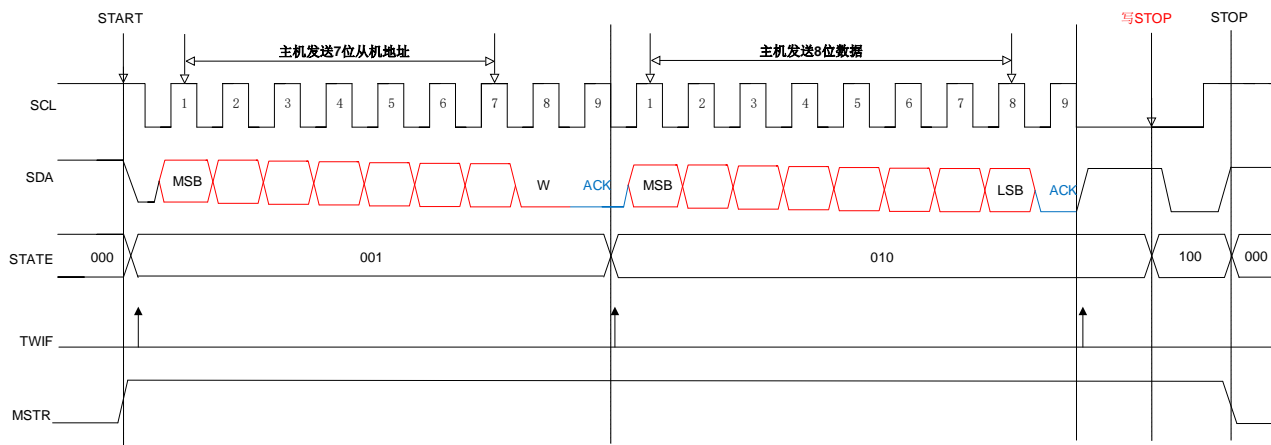 START 写STOP STOP
主机发送7位从机地址 主机发送8位数据
SCL 1 2 3 4 5 6 7 8 9 1 2 3 4 5 6 7 8 9
SDA MSB W ACK MSB LSB ACK
STATE 000 001 010 100 000
TWIF
MSTR